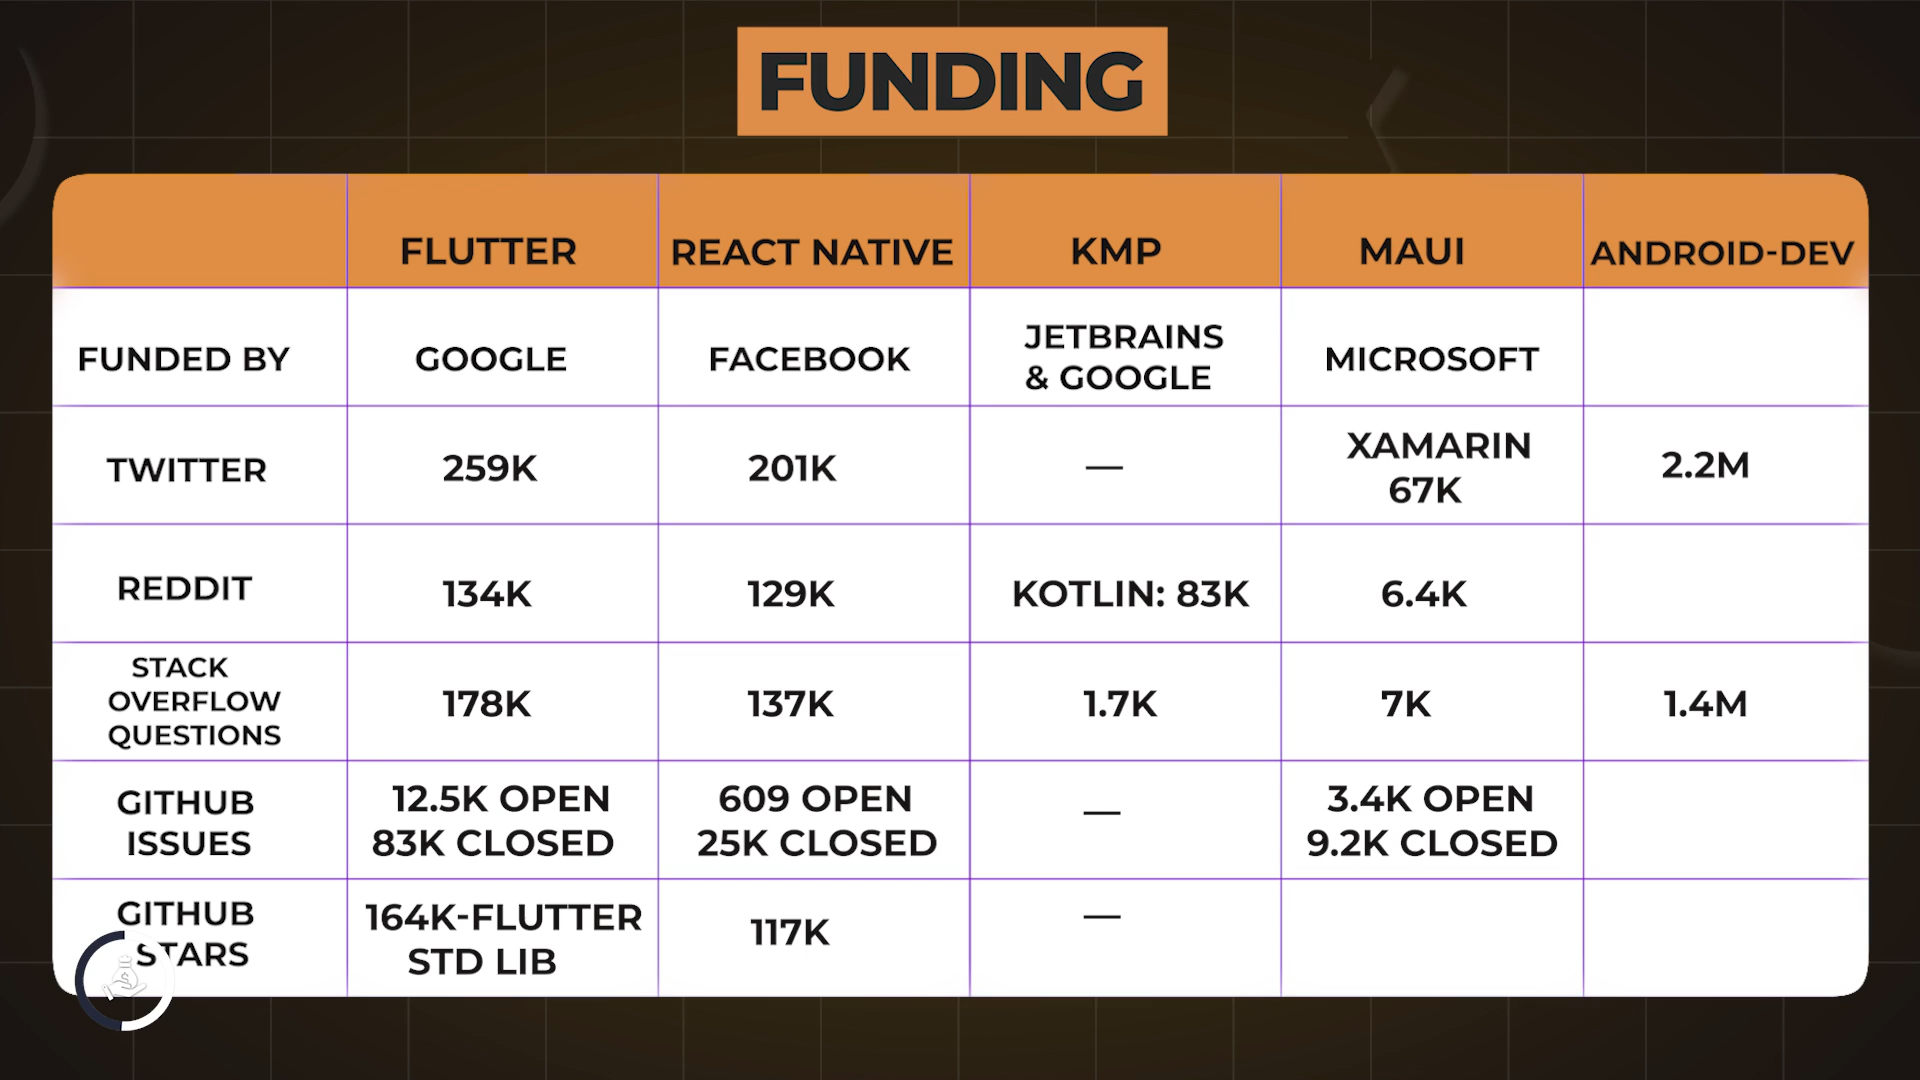 FUNDING
FLUTTER REACT NATIVE KMP MAUI ANDROID-DEV
FUNDED BY GOOGLE FACEBOOK JETBRAINS & GOOGLE MICROSOFT
TWITTER 259K 201K — XAMARIN 67K 2.2M
REDDIT 134K 129K KOTLIN: 83K 6.4K
STACK OVERFLOW QUESTIONS 178K 137K 1.7K 7K 1.4M
GITHUB ISSUES 12.5K OPEN 83K CLOSED 609 OPEN 25K CLOSED — 3.4K OPEN 9.2K CLOSED
GITHUB STARS 164K-FLUTTER STD LIB 117K —